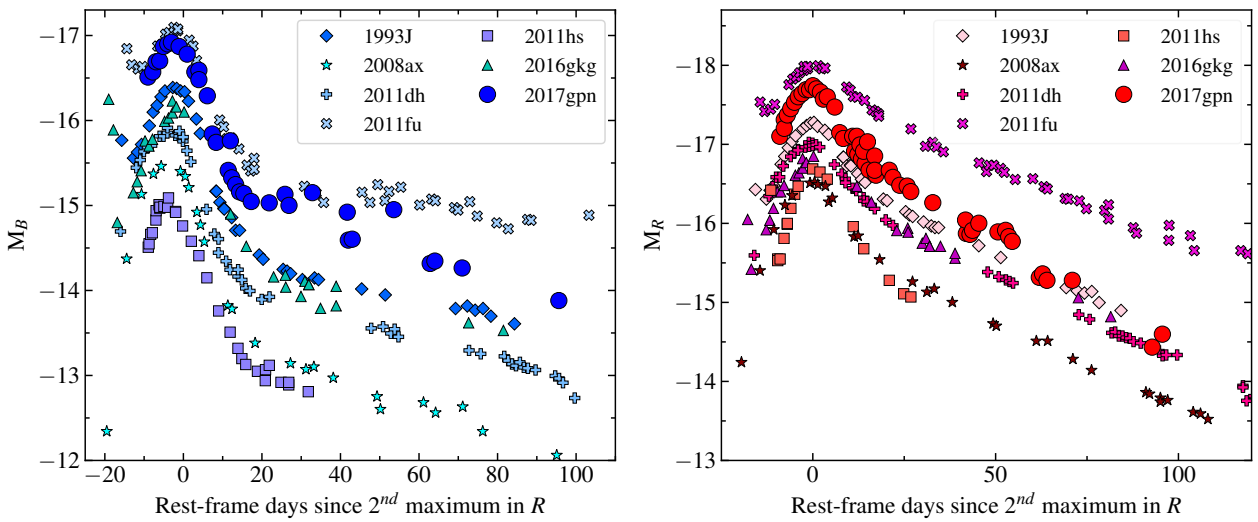 −17
−16
−15
−14
−13
−12
M_B
−20 0 20 40 60 80 100
Rest-frame days since 2^nd maximum in R
1993J
2008ax
2011dh
2011fu
2011hs
2016gkg
2017gpn
−18
−17
−16
−15
−14
−13
M_R
0 50 100
Rest-frame days since 2^nd maximum in R
1993J
2008ax
2011dh
2011fu
2011hs
2016gkg
2017gpn